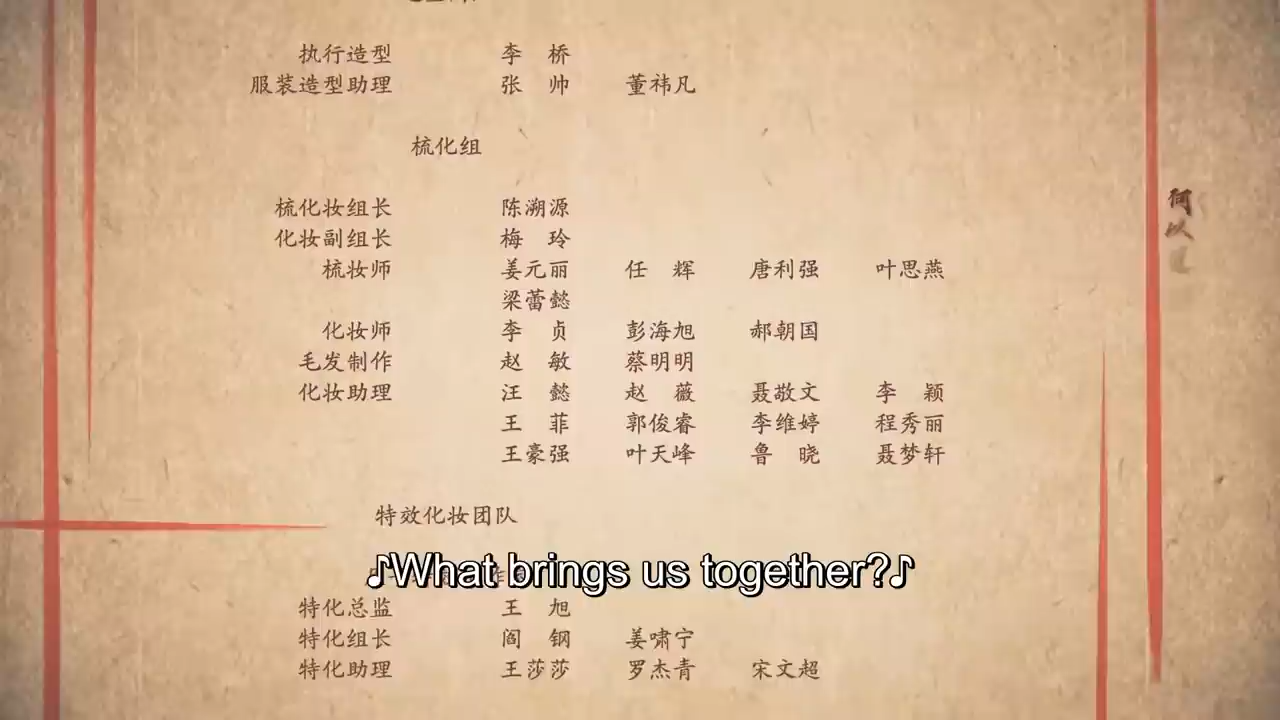 执行造型 李 桥
服装造型助理 张 帅 董祎凡
梳化组
梳化妆组长 陈溯源
化妆副组长 梅 玲
梳妆师 姜元丽 任 辉 唐利强 叶思燕
梁蕾懿
化妆师 李 贞 彭海旭 郝朝国
毛发制作 赵 敏 蔡明明
化妆助理 汪 懿 赵 薇 聂敬文 李 颖
王 菲 郭俊睿 李维婷 程秀丽
王豪强 叶天峰 鲁 晓 聂梦轩
特效化妆团队
♪What brings us together?♪
特化总监 王 旭
特化组长 阎 钢 姜啸宁
特化助理 王莎莎 罗杰青 宋文超
何以